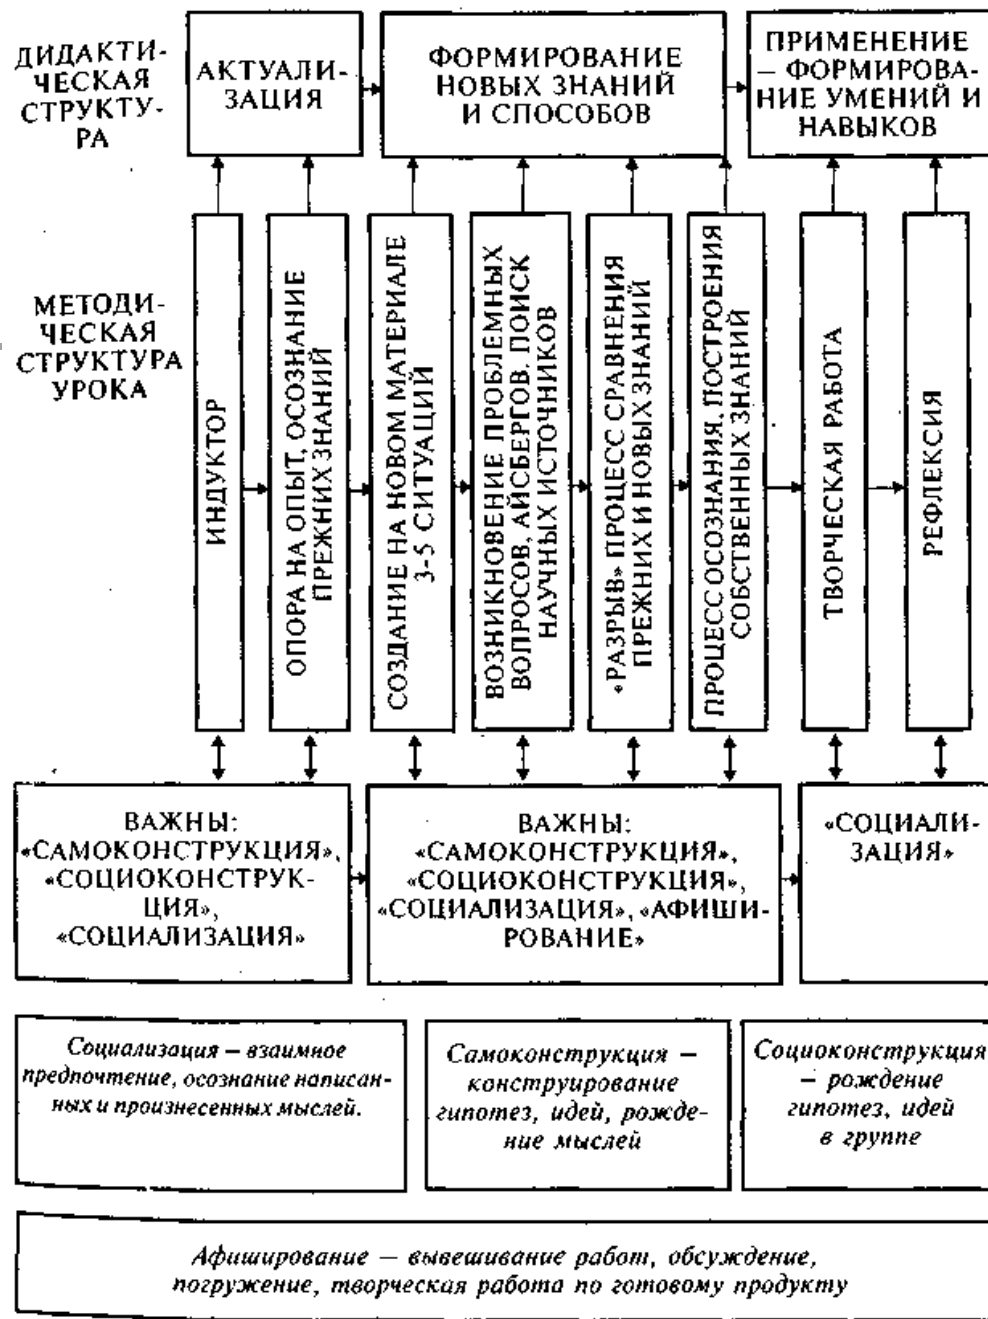 ДИДАКТИ-
ЧЕСКАЯ
СТРУКТУ-
РА
АКТУАЛИ-
ЗАЦИЯ
ФОРМИРОВАНИЕ
НОВЫХ ЗНАНИЙ
И СПОСОБОВ
ПРИМЕНЕНИЕ
– ФОРМИРОВА-
НИЕ УМЕНИЙ И
НАВЫКОВ
МЕТОДИ-
ЧЕСКАЯ
СТРУКТУРА
УРОКА
ИНДУКТОР
ОПОРА НА ОПЫТ, ОСОЗНАНИЕ
ПРЕЖНИХ ЗНАНИЙ
СОЗДАНИЕ НА НОВОМ МАТЕРИАЛЕ
3-5 СИТУАЦИЙ
ВОЗНИКНОВЕНИЕ ПРОБЛЕМНЫХ
ВОПРОСОВ, АЙСБЕРГОВ. ПОИСК
НАУЧНЫХ ИСТОЧНИКОВ
«РАЗРЫВ» ПРОЦЕСС СРАВНЕНИЯ
ПРЕЖНИХ И НОВЫХ ЗНАНИЙ
ПРОЦЕСС ОСОЗНАНИЯ, ПОСТРОЕНИЯ
СОБСТВЕННЫХ ЗНАНИЙ
ТВОРЧЕСКАЯ РАБОТА
РЕФЛЕКСИЯ
ВАЖНЫ:
«САМОКОНСТРУКЦИЯ»,
«СОЦИОКОНСТРУК-
ЦИЯ»,
«СОЦИАЛИЗАЦИЯ»
ВАЖНЫ:
«САМОКОНСТРУКЦИЯ»,
«СОЦИОКОНСТРУКЦИЯ»,
«СОЦИАЛИЗАЦИЯ», «АФИШИ-
РОВАНИЕ»
«СОЦИАЛИ-
ЗАЦИЯ»
Социализация – взаимное
предпочтение, осознание написан-
ных и произнесенных мыслей.
Самоконструкция –
конструирование
гипотез, идей, рожде-
ние мыслей
Социоконструкция
– рождение
гипотез, идей
в группе
Афиширование – вывешивание работ, обсуждение,
погружение, творческая работа по готовому продукту